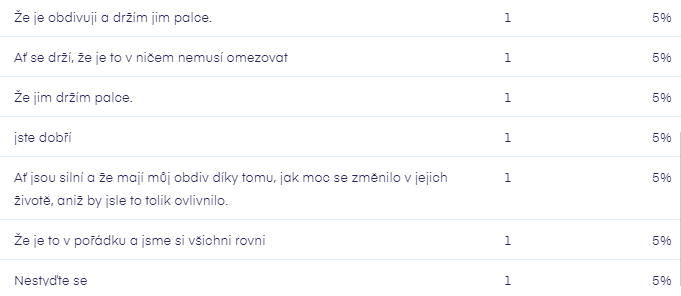 Že je obdivuji a držím jim palce. 1 5%
Ať se drží, že je to v ničem nemusí omezovat 1 5%
Že jim držím palce. 1 5%
jste dobří 1 5%
Ať jsou silní a že mají můj obdiv díky tomu, jak moc se změnilo v jejich 1 5%
životě, aniž by jsle to tolik ovlivnilo.
Že je to v pořádku a jsme si všichni rovni 1 5%
Nestyďte se 1 5%